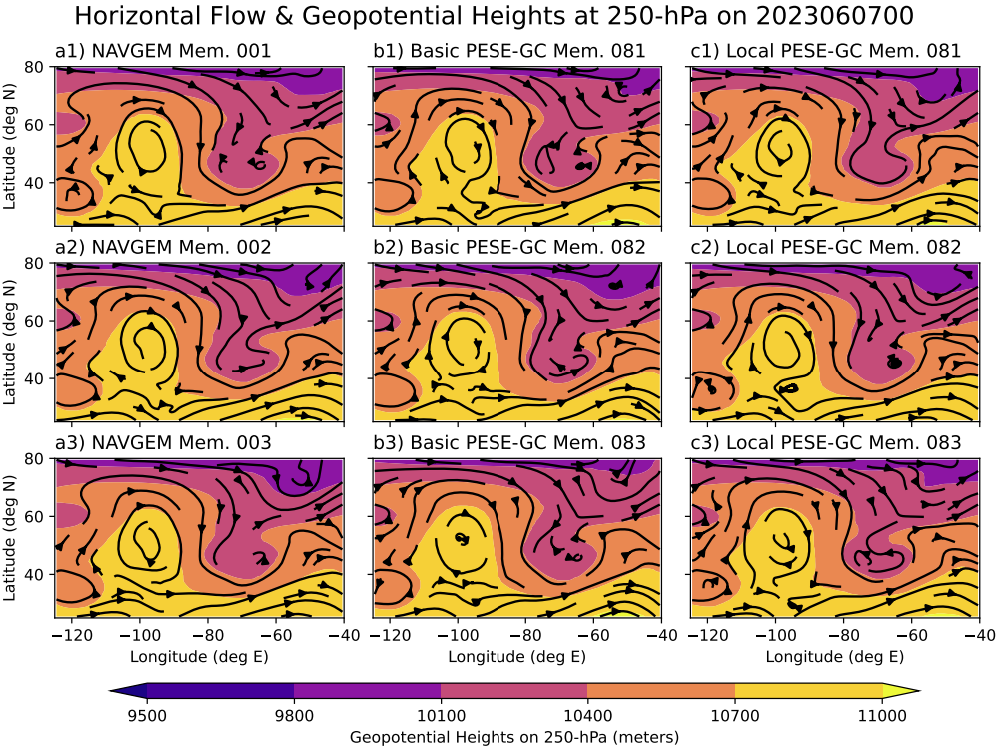 Horizontal Flow & Geopotential Heights at 250-hPa on 2023060700
a1) NAVGEM Mem. 001
b1) Basic PESE-GC Mem. 081
c1) Local PESE-GC Mem. 081
80
60
40
Latitude (deg N)
a2) NAVGEM Mem. 002
b2) Basic PESE-GC Mem. 082
c2) Local PESE-GC Mem. 082
80
60
40
Latitude (deg N)
a3) NAVGEM Mem. 003
b3) Basic PESE-GC Mem. 083
c3) Local PESE-GC Mem. 083
80
60
40
Latitude (deg N)
−120 −100 −80 −60 −40
−120 −100 −80 −60 −40
−120 −100 −80 −60 −40
Longitude (deg E)
Longitude (deg E)
Longitude (deg E)
9500 9800 10100 10400 10700 11000
Geopotential Heights on 250-hPa (meters)